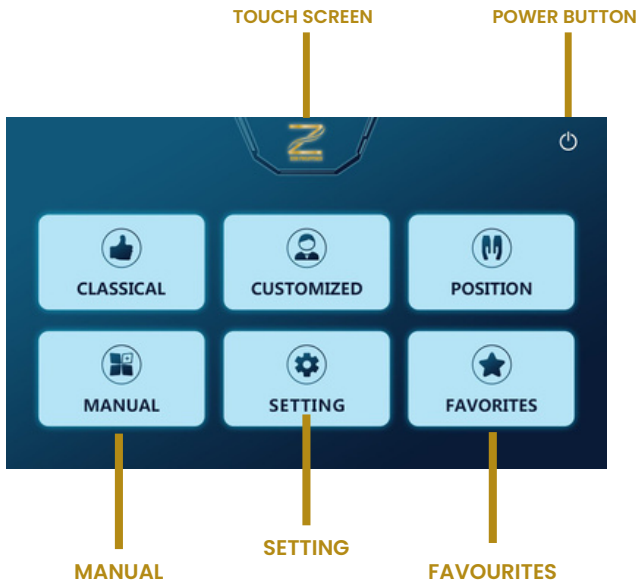 TOUCH SCREEN
POWER BUTTON
Z
CLASSICAL
CUSTOMIZED
POSITION
MANUAL
SETTING
FAVORITES
SETTING
MANUAL
FAVOURITES